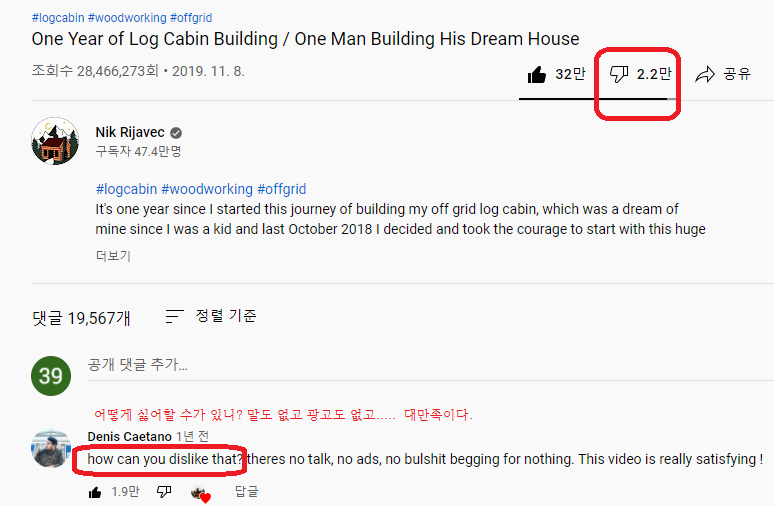 #logcabin #woodworking #offgrid
One Year of Log Cabin Building / One Man Building His Dream House
조회수 28,466,273회 • 2019. 11. 8.
32만 2.2만 공유
Nik Rijavec
구독자 47.4만명
#logcabin #woodworking #offgrid
It's one year since I started this journey of building my off grid log cabin, which was a dream of
mine since I was a kid and last October 2018 I decided and took the courage to start with this huge
더보기
댓글 19,567개 정렬 기준
39 공개 댓글 추가...
어떻게 싫어할 수가 있니? 말도 없고 광고도 없고..... 대만족이다.
Denis Caetano 1년 전
how can you dislike that? theres no talk, no ads, no bulshit begging for nothing. This video is really satisfying !
1.9만 답글